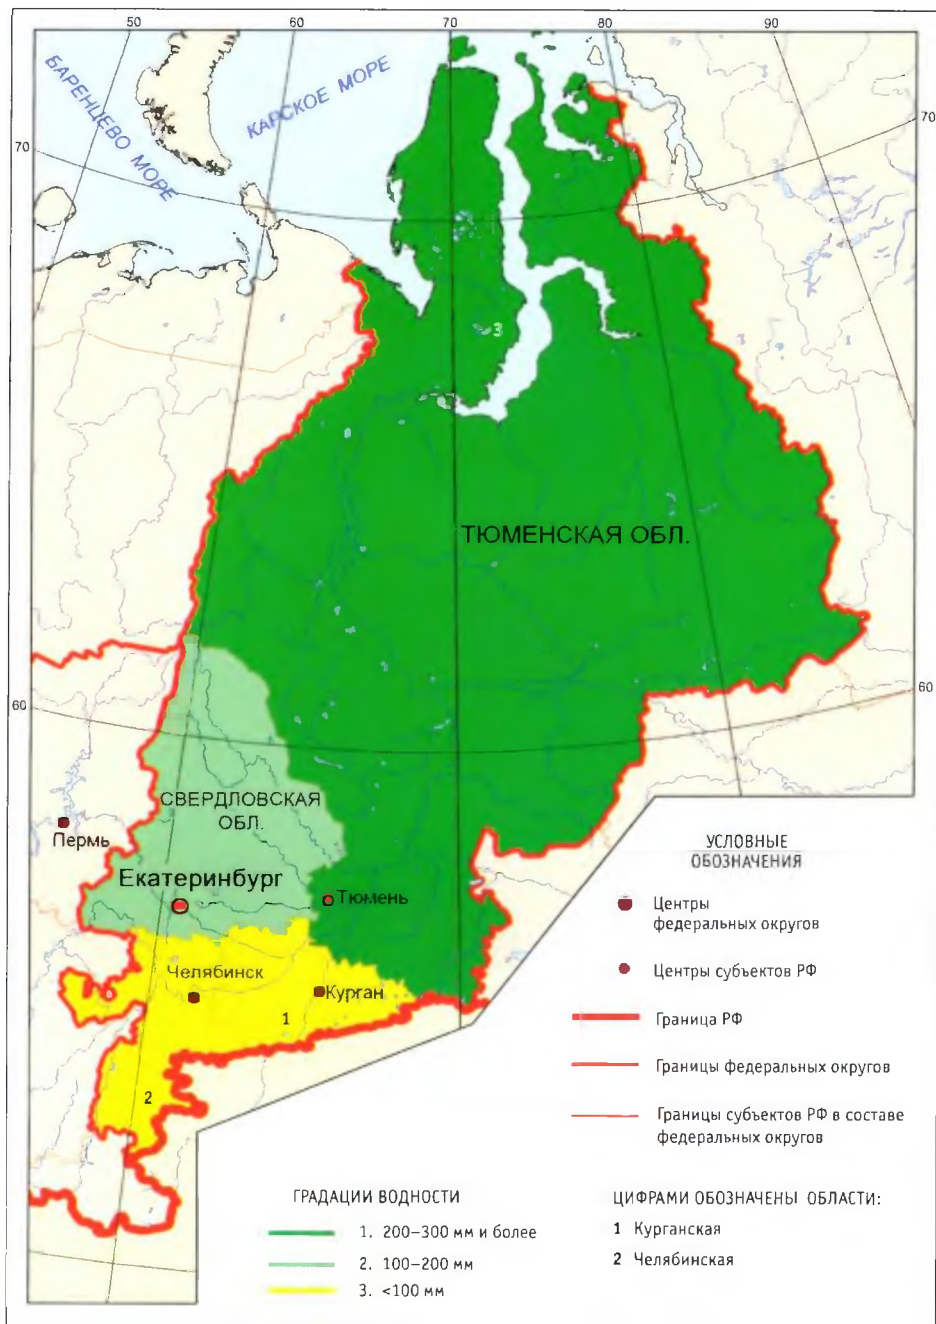 50
60
70
80
90
БАРЕНЦЕВО МОРЕ
КАРСКОЕ МОРЕ
70
70
3
ТЮМЕНСКАЯ ОБЛ.
60
60
СВЕРДЛОВСКАЯ
ОБЛ.
Пермь
Екатеринбург
Тюмень
Челябинск
Курган
1
2
УСЛОВНЫЕ
ОБОЗНАЧЕНИЯ
Центры
федеральных округов
Центры субъектов РФ
Граница РФ
Границы федеральных округов
Границы субъектов РФ в составе
федеральных округов
ГРАДАЦИИ ВОДНОСТИ
1. 200–300 мм и более
2. 100–200 мм
3. <100 мм
ЦИФРАМИ ОБОЗНАЧЕНЫ ОБЛАСТИ:
1 Курганская
2 Челябинская